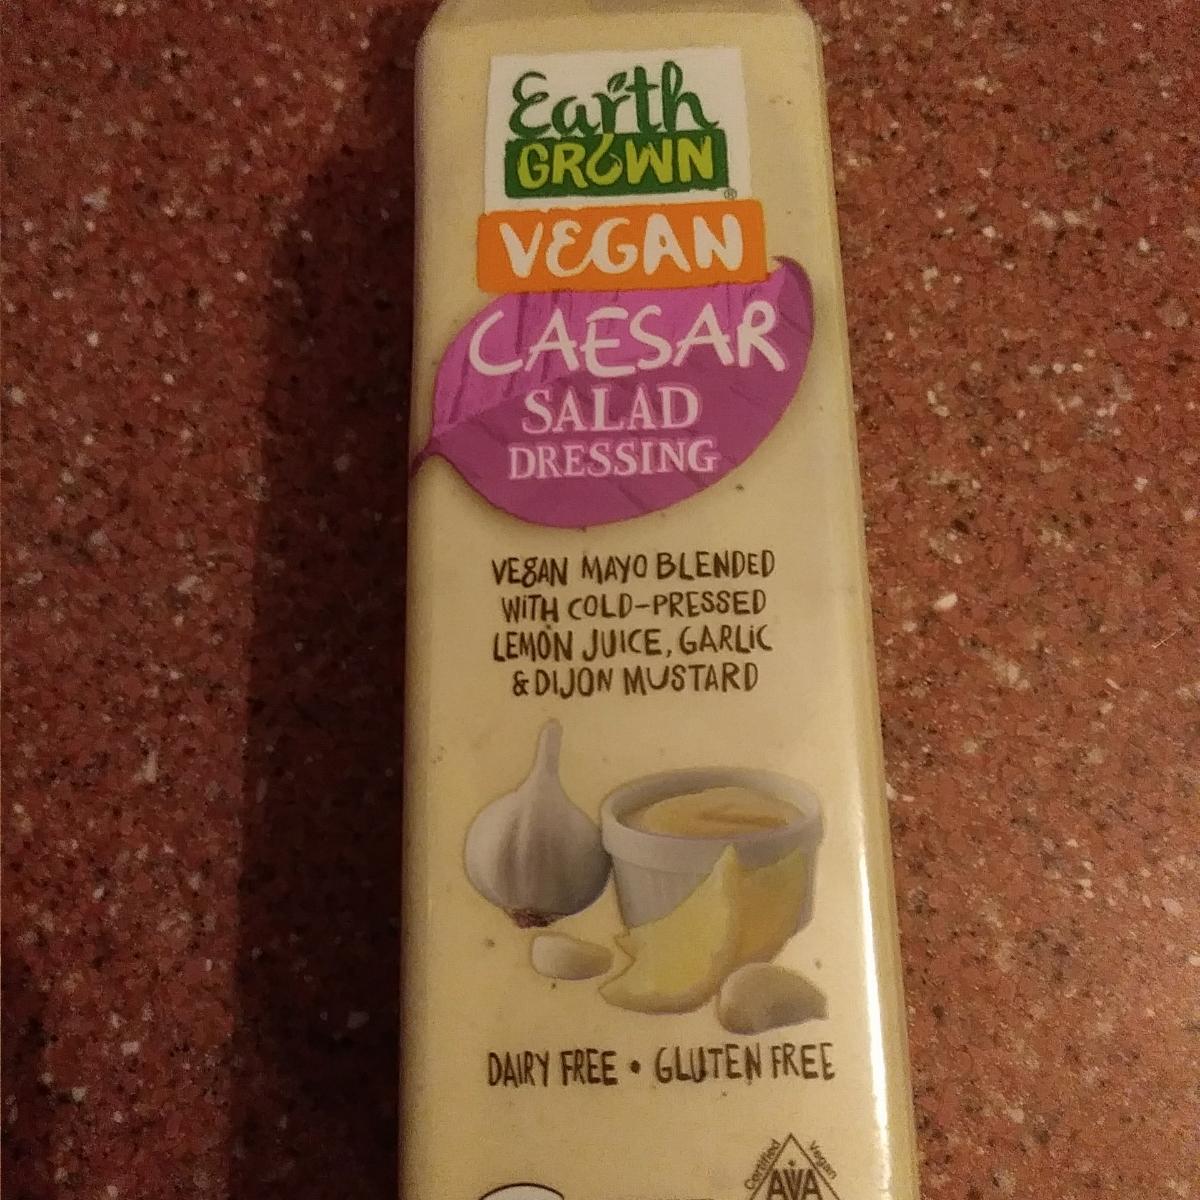 Earth
GROWN
®
VEGAN
CAESAR
SALAD
DRESSING
VEGAN MAYO BLENDED
WITH COLD-PRESSED
LEMON JUICE, GARLIC
& DIJON MUSTARD
DAIRY FREE • GLUTEN FREE
Certified Vegan
AVA